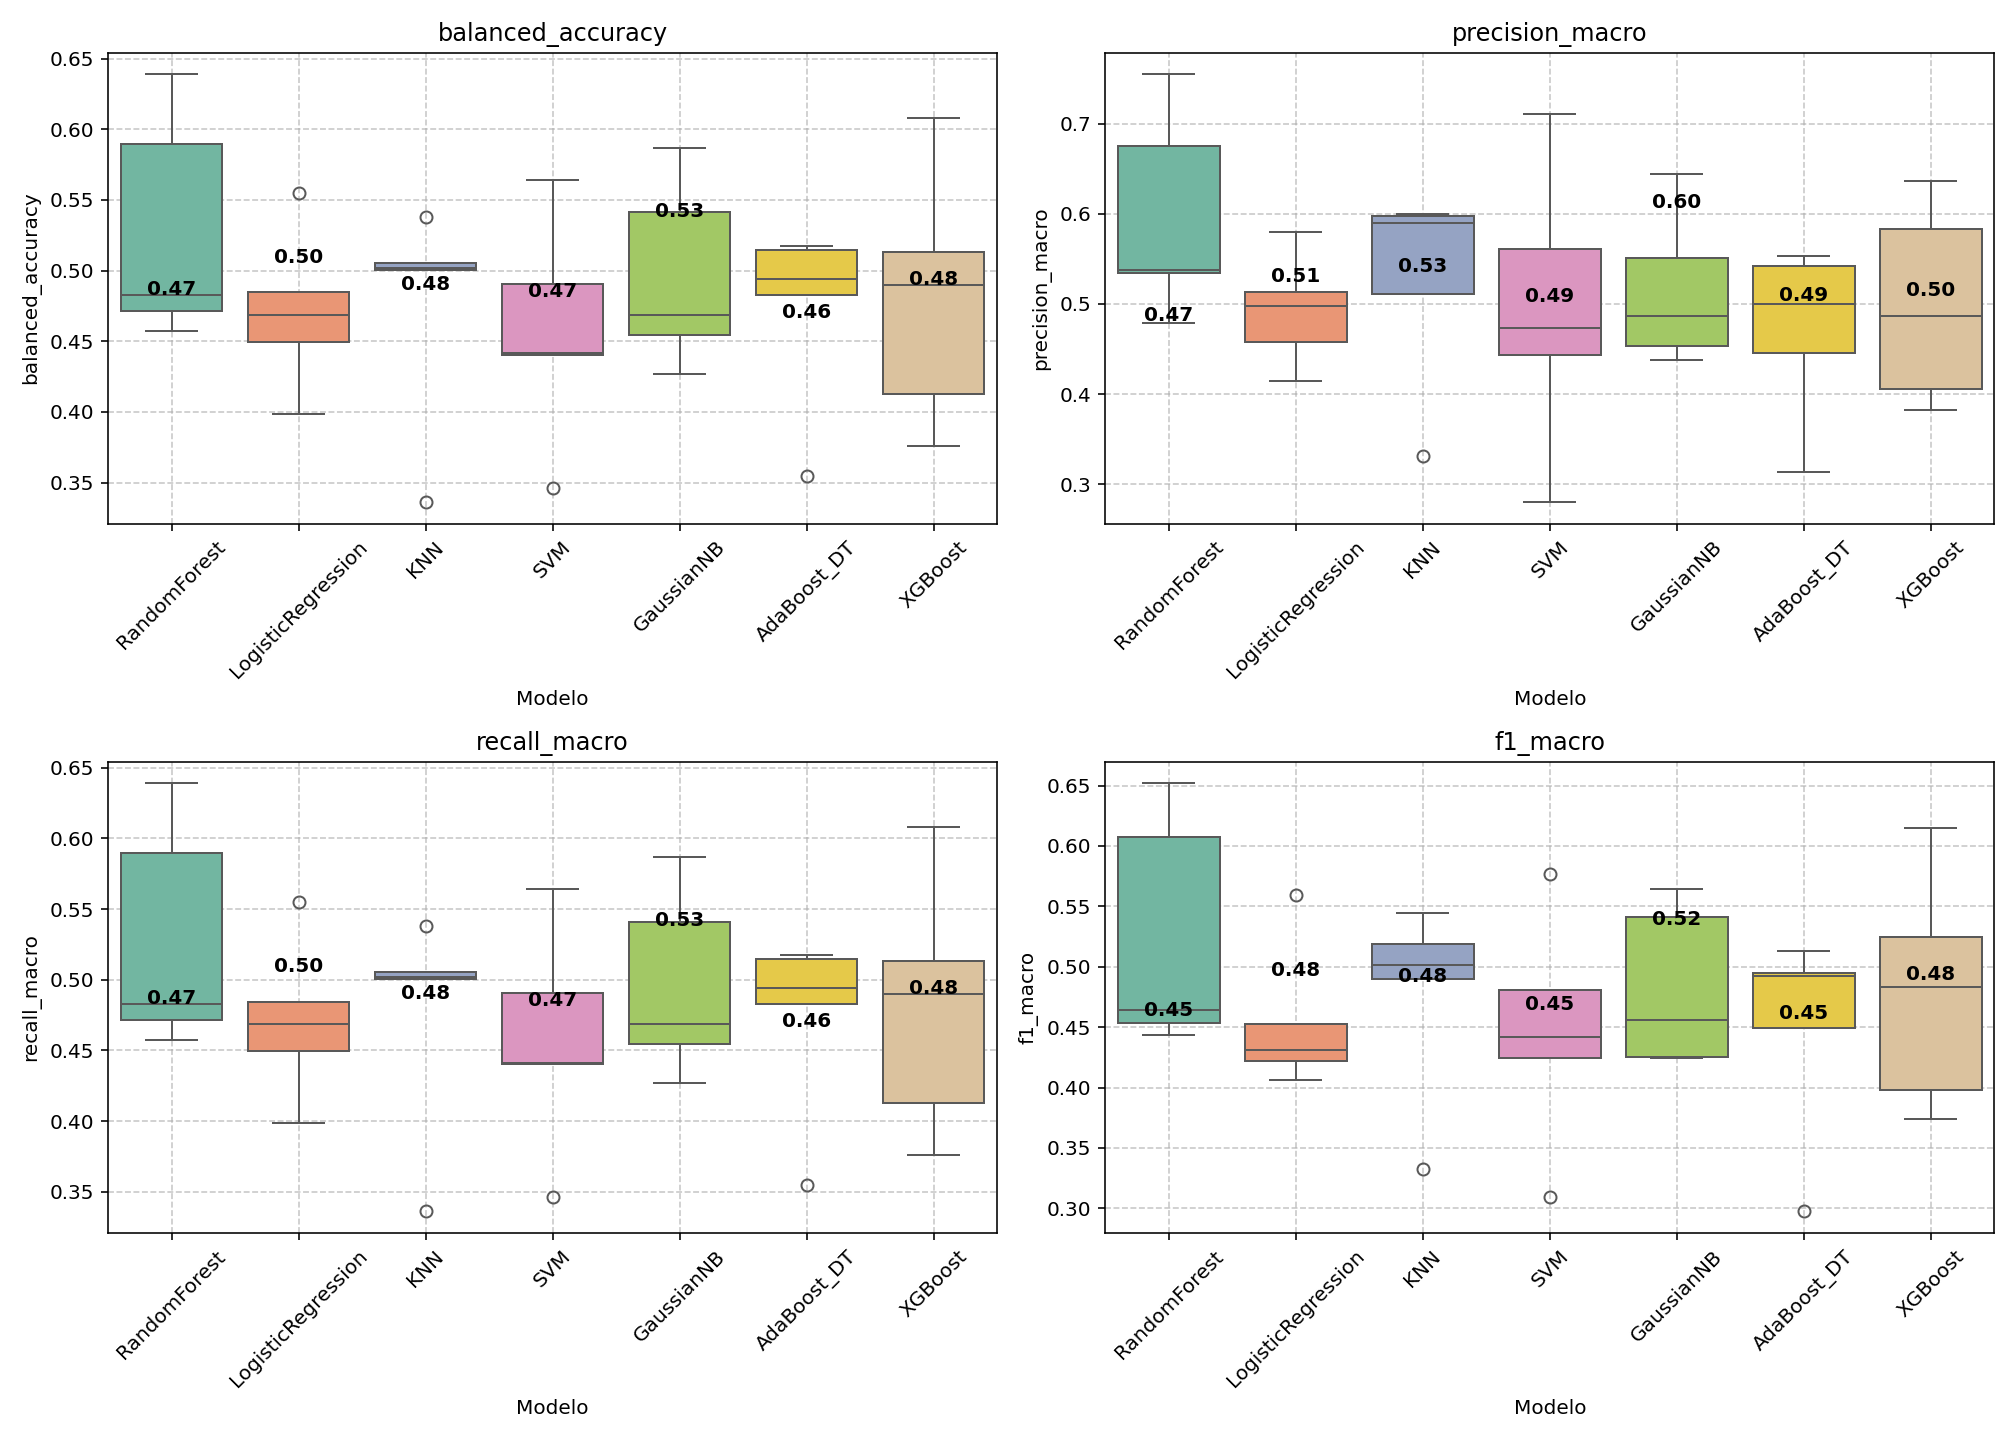 balanced_accuracy
balanced_accuracy
0.65
0.60
0.55
0.50
0.45
0.40
0.35
0.47
0.50
0.48
0.47
0.53
0.46
0.48
RandomForest
LogisticRegression
KNN
SVM
GaussianNB
AdaBoost_DT
XGBoost
Modelo
precision_macro
precision_macro
0.7
0.6
0.5
0.4
0.3
0.47
0.51
0.53
0.49
0.60
0.49
0.50
RandomForest
LogisticRegression
KNN
SVM
GaussianNB
AdaBoost_DT
XGBoost
Modelo
recall_macro
recall_macro
0.65
0.60
0.55
0.50
0.45
0.40
0.35
0.47
0.50
0.48
0.47
0.53
0.46
0.48
RandomForest
LogisticRegression
KNN
SVM
GaussianNB
AdaBoost_DT
XGBoost
Modelo
f1_macro
f1_macro
0.65
0.60
0.55
0.50
0.45
0.40
0.35
0.30
0.45
0.48
0.48
0.45
0.52
0.45
0.48
RandomForest
LogisticRegression
KNN
SVM
GaussianNB
AdaBoost_DT
XGBoost
Modelo